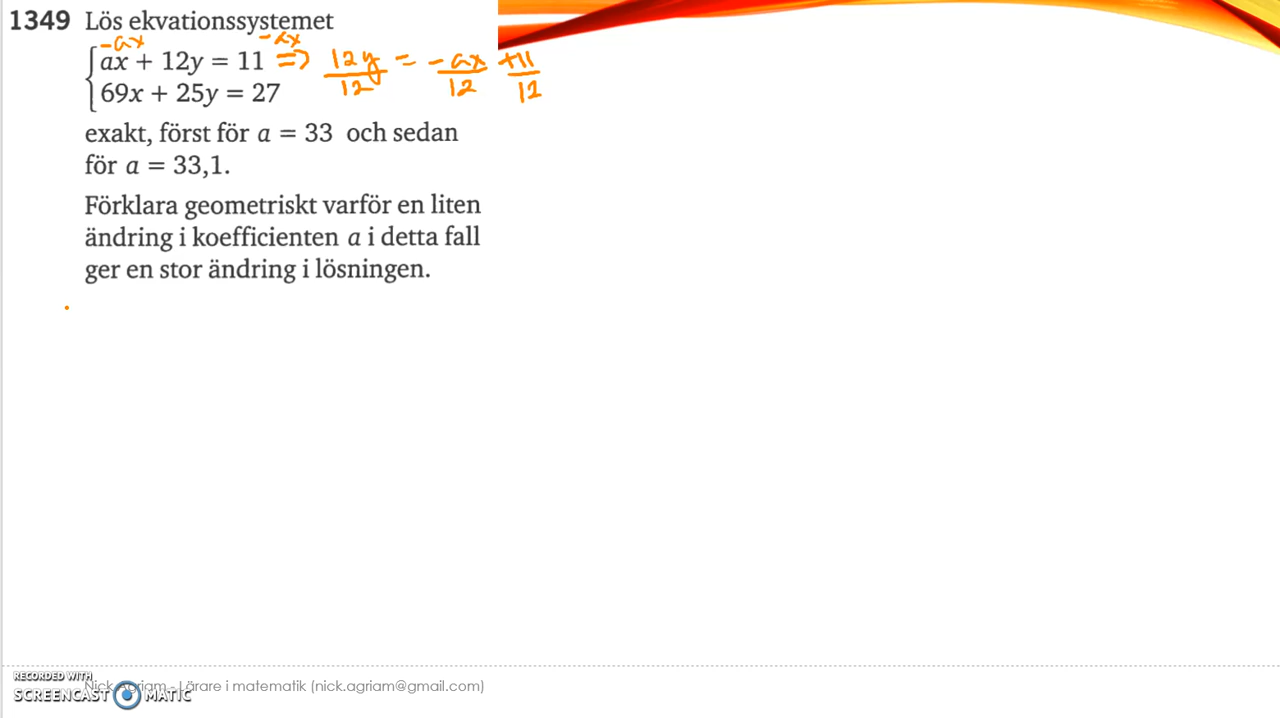 1349 Lös ekvationssystemet
-ax -ax
ax + 12y = 11 => 12y/12 = -ax/12 +11/12
69x + 25y = 27
exakt, först för a = 33 och sedan
för a = 33,1.
Förklara geometriskt varför en liten
ändring i koefficienten a i detta fall
ger en stor ändring i lösningen.
RECORDED WITH
Nick Agriam - Lärare i matematik (nick.agriam@gmail.com)
SCREENCAST MATIC